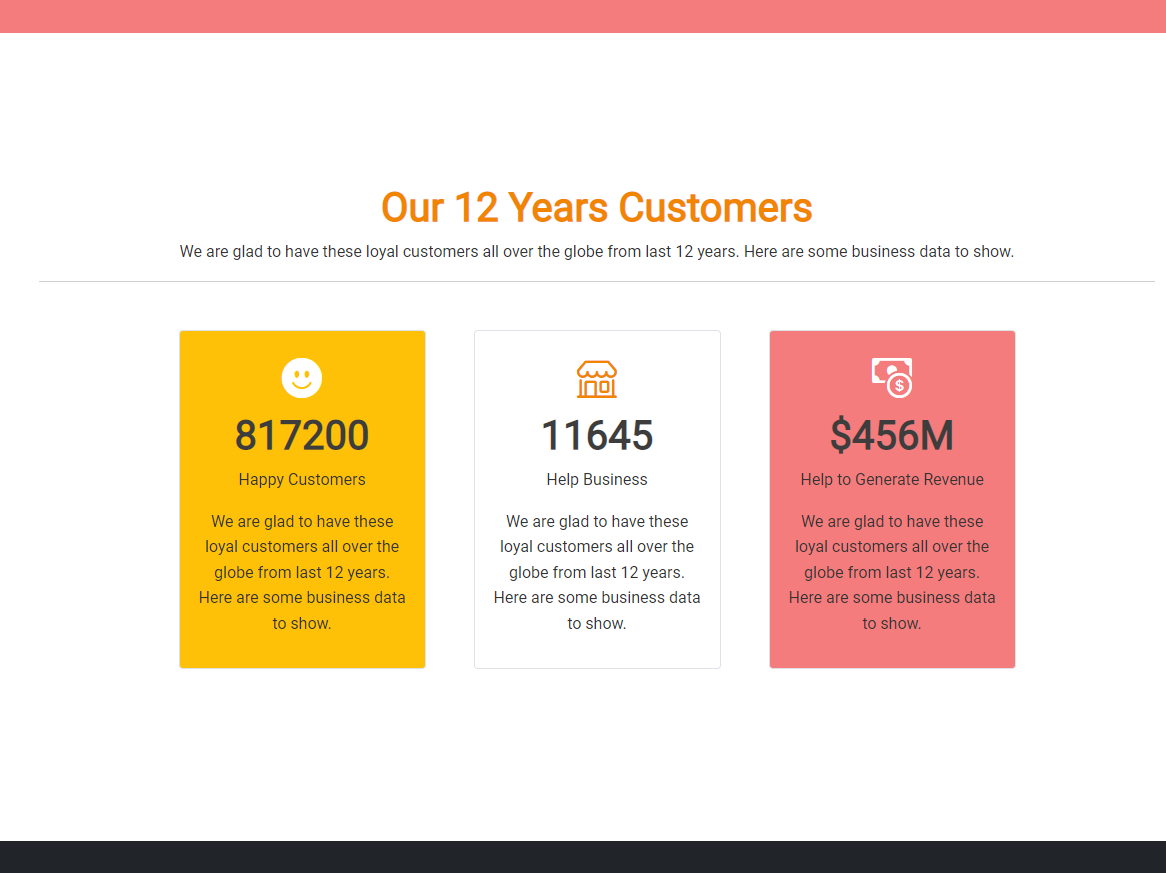 Our 12 Years Customers
We are glad to have these loyal customers all over the globe from last 12 years. Here are some business data to show.
817200
Happy Customers
We are glad to have these
loyal customers all over the
globe from last 12 years.
Here are some business data
to show.
11645
Help Business
We are glad to have these
loyal customers all over the
globe from last 12 years.
Here are some business data
to show.
$
$456M
Help to Generate Revenue
We are glad to have these
loyal customers all over the
globe from last 12 years.
Here are some business data
to show.